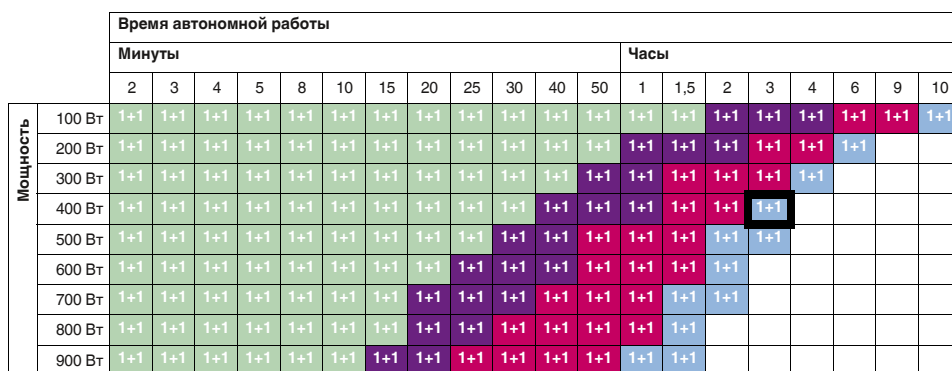 Время автономной работы
Минуты Часы
2 3 4 5 8 10 15 20 25 30 40 50 1 1,5 2 3 4 6 9 10
Мощность
100 Вт 1+1 1+1 1+1 1+1 1+1 1+1 1+1 1+1 1+1 1+1 1+1 1+1 1+1 1+1 1+1 1+1 1+1 1+1 1+1 1+1
200 Вт 1+1 1+1 1+1 1+1 1+1 1+1 1+1 1+1 1+1 1+1 1+1 1+1 1+1 1+1 1+1 1+1 1+1 1+1
300 Вт 1+1 1+1 1+1 1+1 1+1 1+1 1+1 1+1 1+1 1+1 1+1 1+1 1+1 1+1 1+1 1+1 1+1
400 Вт 1+1 1+1 1+1 1+1 1+1 1+1 1+1 1+1 1+1 1+1 1+1 1+1 1+1 1+1 1+1 1+1
500 Вт 1+1 1+1 1+1 1+1 1+1 1+1 1+1 1+1 1+1 1+1 1+1 1+1 1+1 1+1 1+1 1+1
600 Вт 1+1 1+1 1+1 1+1 1+1 1+1 1+1 1+1 1+1 1+1 1+1 1+1 1+1 1+1 1+1
700 Вт 1+1 1+1 1+1 1+1 1+1 1+1 1+1 1+1 1+1 1+1 1+1 1+1 1+1 1+1 1+1
800 Вт 1+1 1+1 1+1 1+1 1+1 1+1 1+1 1+1 1+1 1+1 1+1 1+1 1+1 1+1
900 Вт 1+1 1+1 1+1 1+1 1+1 1+1 1+1 1+1 1+1 1+1 1+1 1+1 1+1 1+1